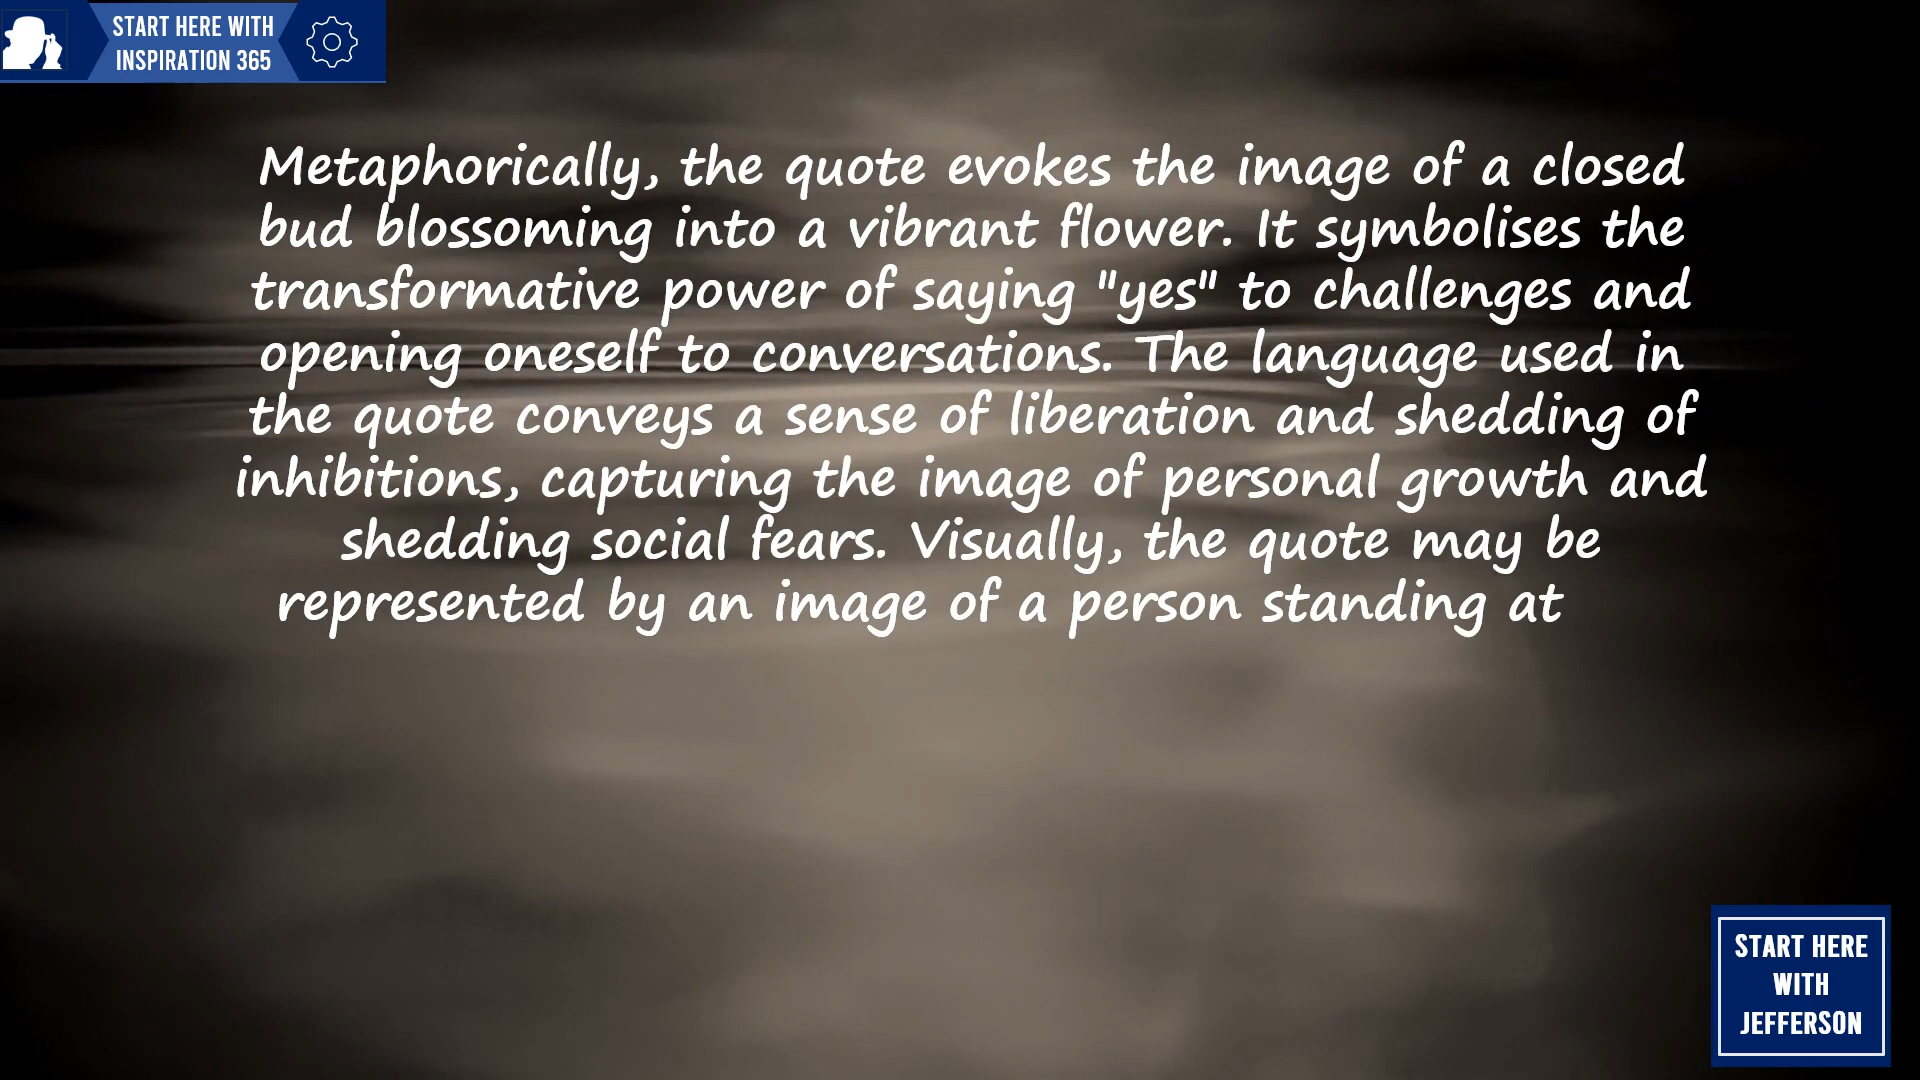 START HERE WITH
INSPIRATION 365
Metaphorically, the quote evokes the image of a closed
bud blossoming into a vibrant flower. It symbolises the
transformative power of saying "yes" to challenges and
opening oneself to conversations. The language used in
the quote conveys a sense of liberation and shedding of
inhibitions, capturing the image of personal growth and
shedding social fears. Visually, the quote may be
represented by an image of a person standing at
START HERE
WITH
JEFFERSON